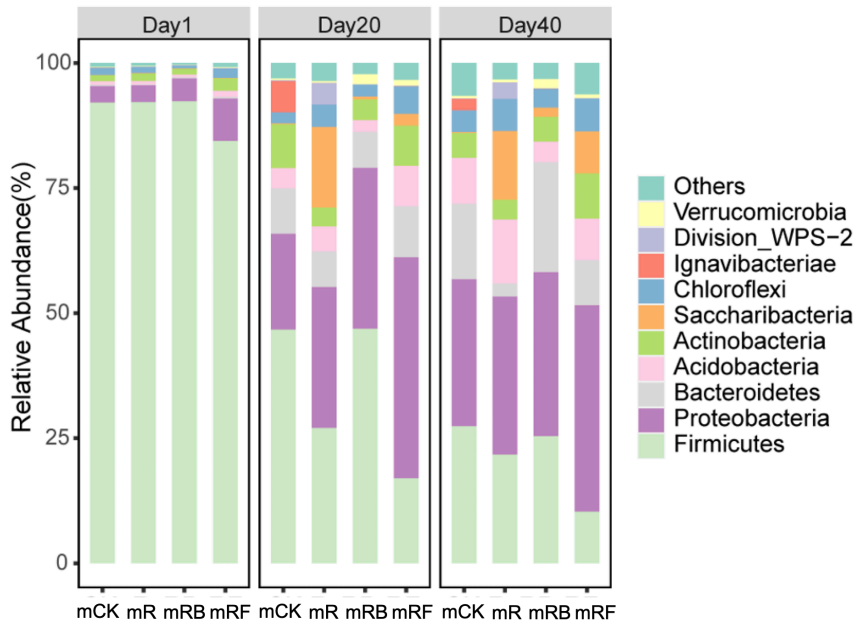 Day1 Day20 Day40
Relative Abundance(%)
100
75
50
25
0
mCK mR mRB mRF mCK mR mRB mRF mCK mR mRB mRF
Others
Verrucomicrobia
Division_WPS−2
Ignavibacteriae
Chloroflexi
Saccharibacteria
Actinobacteria
Acidobacteria
Bacteroidetes
Proteobacteria
Firmicutes